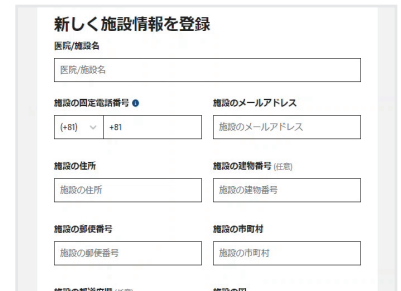 新しく施設情報を登録
医院/施設名
医院/施設名
施設の固定電話番号 施設のメールアドレス
(+81) +81 施設のメールアドレス
施設の住所 施設の建物番号 (任意)
施設の住所 施設の建物番号
施設の郵便番号 施設の市町村
施設の郵便番号 施設の市町村